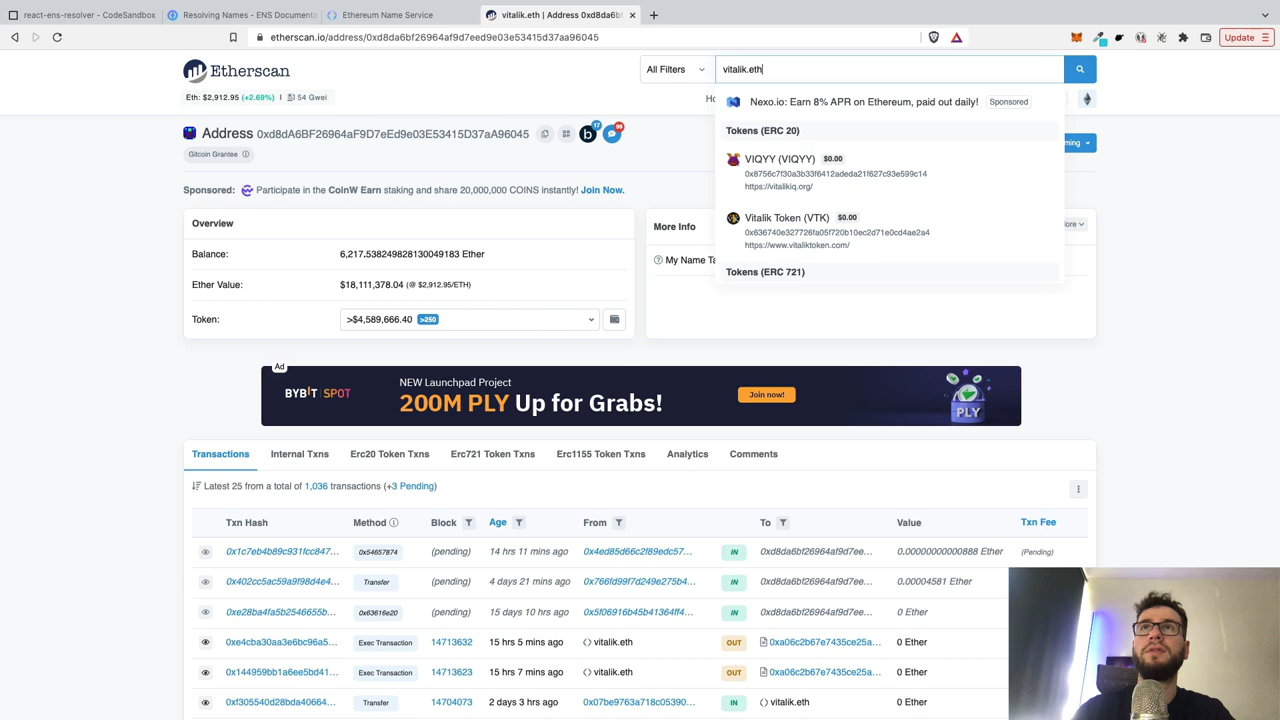 react-ens-resolver • CodeSandbox
Resolving Names - ENS Documenta
Ethereum Name Service
vitalik.eth | Address 0xd8da6bf
etherscan.io/address/0xd8da6bf26964af9d7eed9e03e53415d37aa96045
Update
Etherscan
All Filters
vitalik.eth
Eth: $2,912.95 (+2.69%) | 54 Gwei
Ho
Nexo.io: Earn 8% APR on Ethereum, paid out daily! Sponsored
Tokens (ERC 20)
VIQYY (VIQYY) $0.00
0x8756c7f30a3b33f6412adeda21f627c93e599c14
https://vitalikiq.org/
Vitalik Token (VTK) $0.00
0x636740e327726fa05f720b10ec2d71e0cd4ae2a4
https://www.vitaliktoken.com/
Tokens (ERC 721)
Address 0xd8dA6BF26964aF9D7eEd9e03E53415D37aA96045
b 17
99
ming
Gitcoin Grantee
Sponsored: Participate in the CoinW Earn staking and share 20,000,000 COINS instantly! Join Now.
Overview
Balance: 6,217.538249828130049183 Ether
Ether Value: $18,111,378.04 (@ $2,912.95/ETH)
Token: >$4,589,666.40 >250
More Info
ore
My Name Ta
Ad
BYBIT | SPOT
NEW Launchpad Project
200M PLY Up for Grabs!
Join now!
PLY
Transactions Internal Txns Erc20 Token Txns Erc721 Token Txns Erc1155 Token Txns Analytics Comments
Latest 25 from a total of 1,036 transactions (+3 Pending)
Txn Hash Method Block Age From To Value Txn Fee
0x1c7eb4b89c931fcc847... 0x54657874 (pending) 14 hrs 11 mins ago 0x4ed85d66c2f89edc57... IN 0xd8da6bf26964af9d7ee... 0.00000000000888 Ether (Pending)
0x402cc5ac59a9f98d4e4... Transfer (pending) 4 days 21 mins ago 0x766fd99f7d249e275b4... IN 0xd8da6bf26964af9d7ee... 0.00004581 Ether
0xe28ba4fa5b2546655b... 0x63616e20 (pending) 15 days 10 hrs ago 0x5f06916b45b41364ff4... IN 0xd8da6bf26964af9d7ee... 0 Ether
0xe4cba30aa3e6bc96a5... Exec Transaction 14713632 15 hrs 5 mins ago vitalik.eth OUT 0xa06c2b67e7435ce25a... 0 Ether
0x144959bb1a6ee5bd41... Exec Transaction 14713623 15 hrs 7 mins ago vitalik.eth OUT 0xa06c2b67e7435ce25a... 0 Ether
0xf305540d28bda40664... Transfer 14704073 2 days 3 hrs ago 0x07be9763a718c05390... IN vitalik.eth 0 Ether